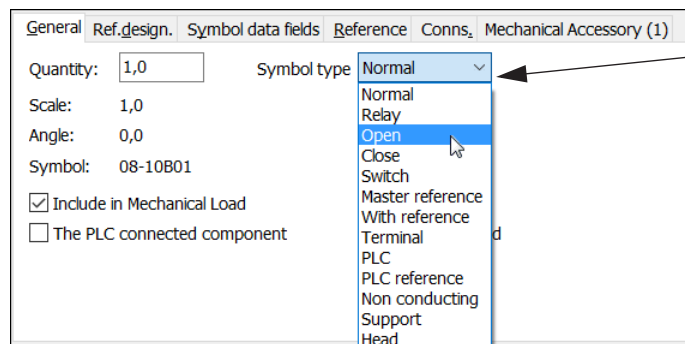 General Ref.design. Symbol data fields Reference Conns. Mechanical Accessory (1)
Quantity: 1,0 Symbol type Normal
Scale: 1,0
Angle: 0,0
Symbol: 08-10B01
Include in Mechanical Load
The PLC connected component
d
Normal
Relay
Open
Close
Switch
Master reference
With reference
Terminal
PLC
PLC reference
Non conducting
Support
Head